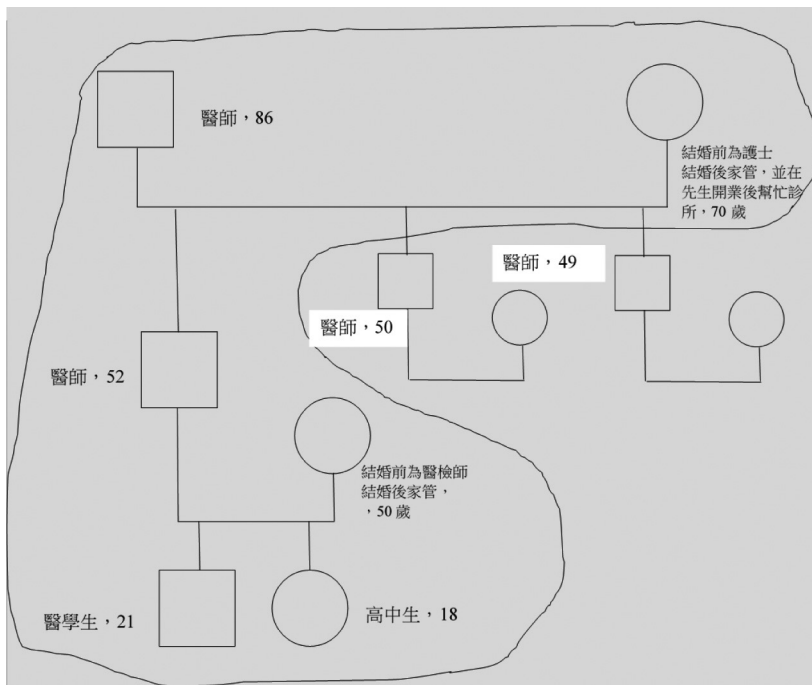 醫師，86
結婚前為護士
結婚後家管，並在
先生開業後幫忙診
所，70 歲
醫師，49
醫師，50
醫師，52
結婚前為醫檢師
結婚後家管，
，50 歲
醫學生，21
高中生，18